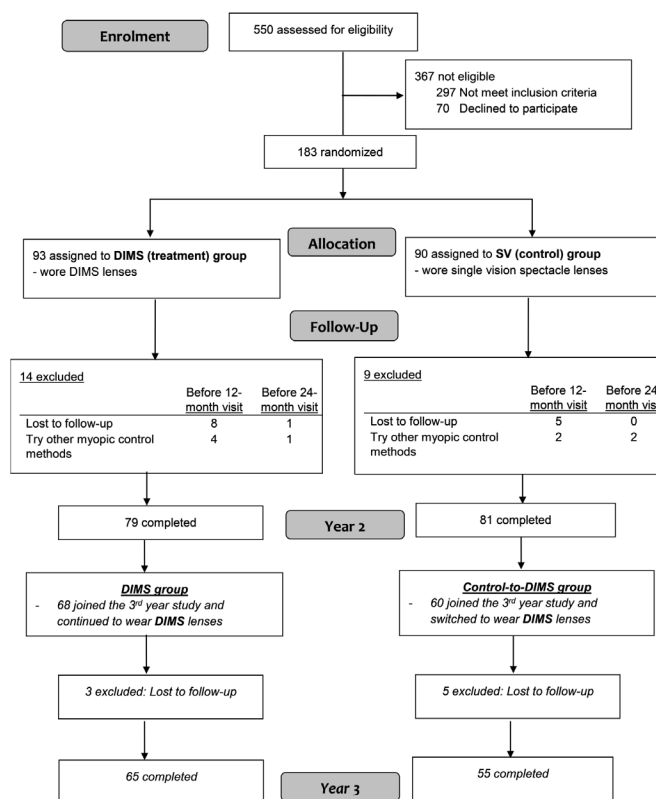 Enrolment
550 assessed for eligibility
367 not eligible
297 Not meet inclusion criteria
70 Declined to participate
183 randomized
Allocation
93 assigned to DIMS (treatment) group
- wore DIMS lenses
90 assigned to SV (control) group
- wore single vision spectacle lenses
Follow-Up
14 excluded
Before 12- Before 24-
month visit month visit
Lost to follow-up 8 1
Try other myopic control 4 1
methods
9 excluded
Before 12- Before 24
month visit month visit
Lost to follow-up 5 0
Try other myopic control 2 2
methods
79 completed
Year 2
81 completed
DIMS group
- 68 joined the 3rd year study and
continued to wear DIMS lenses
Control-to-DIMS group
- 60 joined the 3rd year study and
switched to wear DIMS lenses
3 excluded: Lost to follow-up
5 excluded: Lost to follow-up
65 completed
Year 3
55 completed